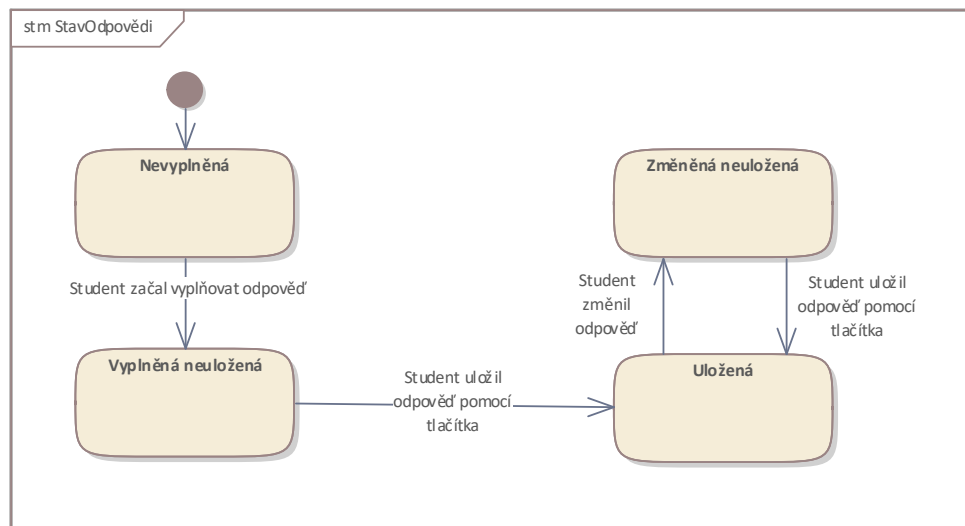 stm StavOdpovědi
Nevyplněná
Změněná neuložená
Student začal vyplňovat odpověď
Student
změnil
odpověď
Student uložil
odpověď pomocí
tlačítka
Vyplněná neuložená
Student uložil
odpověď pomocí
tlačítka
Uložená